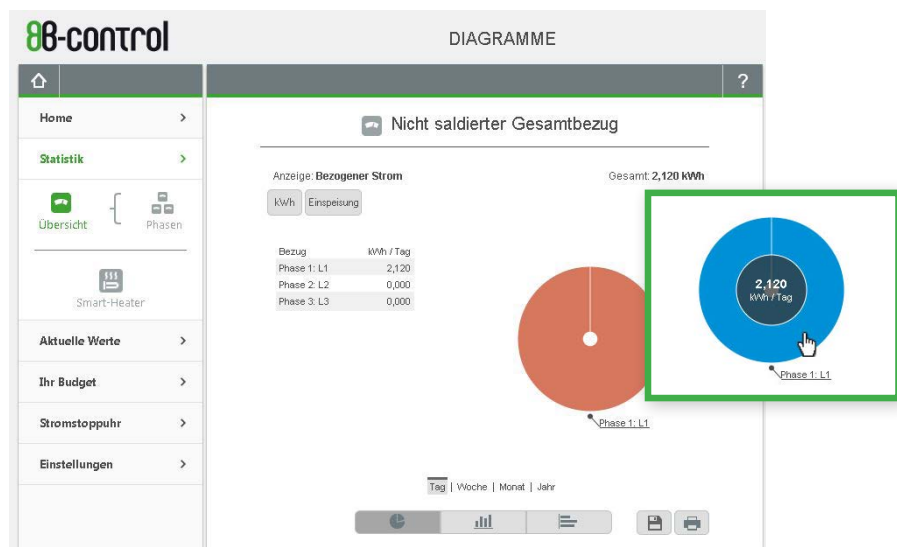 BB-control
DIAGRAMME
?
Home
Nicht saldierter Gesamtbezug
Statistik
Anzeige: Bezogener Strom
Gesamt: 2,120 kWh
kWh
Einspeisung
Übersicht
Phasen
Bezug kWh / Tag
Phase 1: L1 2,120
Phase 2: L2 0,000
Phase 3: L3 0,000
2,120
kWh / Tag
Phase 1: L1
Smart-Heater
Aktuelle Werte
Ihr Budget
Stromstoppuhr
Phase 1: L1
Einstellungen
Tag | Woche | Monat | Jahr